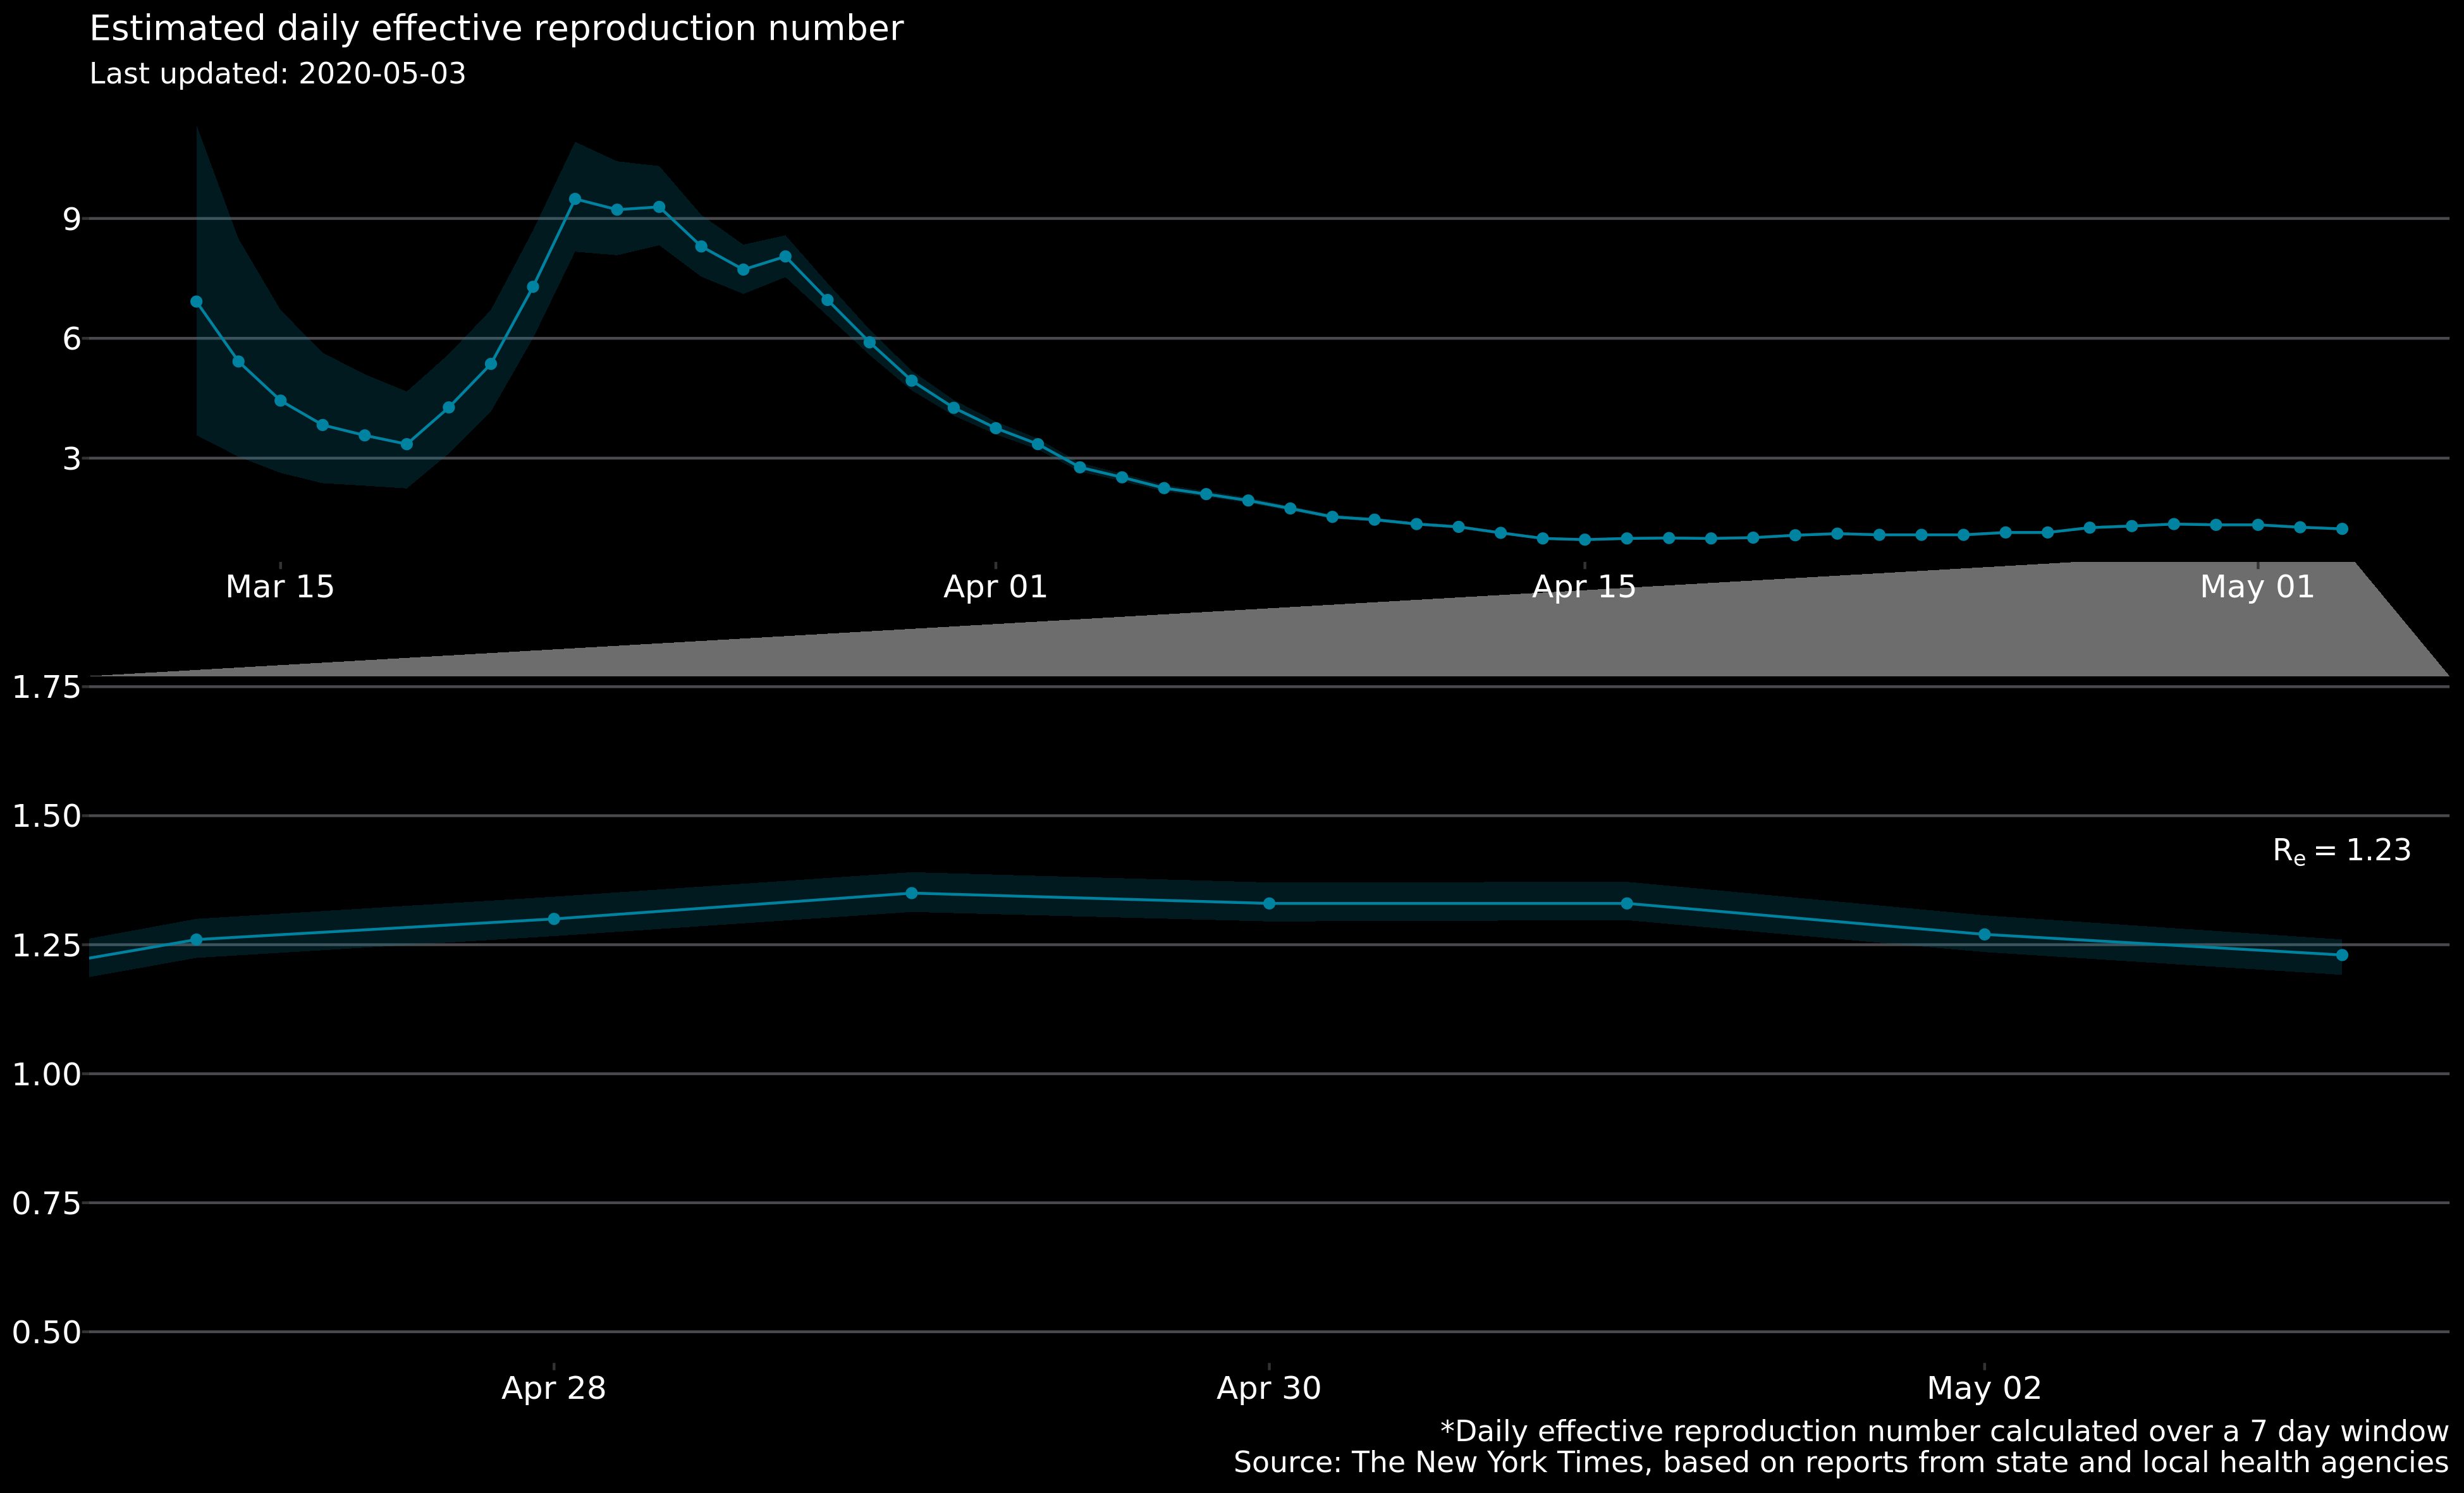 Estimated daily effective reproduction number
Last updated: 2020-05-03
9
6
3
Mar 15 Apr 01 Apr 15 May 01
1.75
1.50
Re = 1.23
1.25
1.00
0.75
0.50
Apr 28 Apr 30 May 02
*Daily effective reproduction number calculated over a 7 day window
Source: The New York Times, based on reports from state and local health agencies